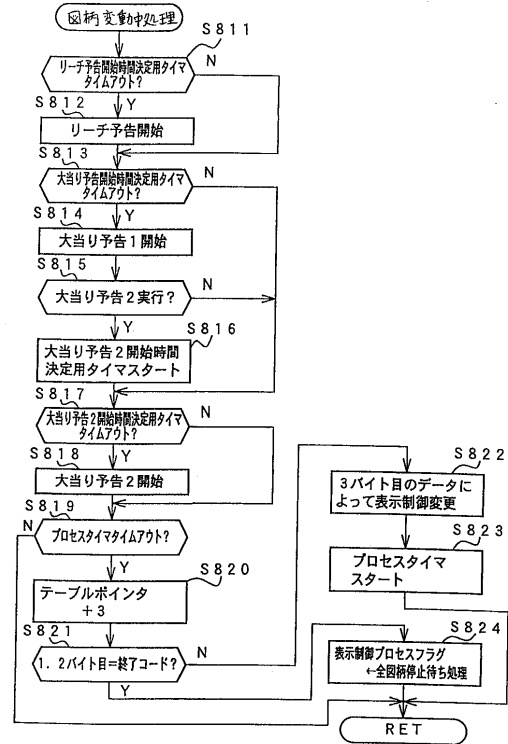 図柄変動中処理
S811
リーチ予告開始時間決定用タイマ
タイムアウト?
N
Y
S812
リーチ予告開始
S813
大当り予告開始時間決定用タイマ
タイムアウト?
N
Y
S814
大当り予告1開始
S815
大当り予告2実行?
N
Y
S816
大当り予告2開始時間
決定用タイマスタート
S817
大当り予告2開始時間決定用タイマ
タイムアウト?
N
Y
S818
大当り予告2開始
S819
プロセスタイマタイムアウト?
N
Y
S820
テーブルポインタ
+3
S821
1.2バイト目=終了コード?
N
Y
S822
3バイト目のデータに
よって表示制御変更
S823
プロセスタイマ
スタート
S824
表示制御プロセスフラグ
←全図柄停止待ち処理
RET